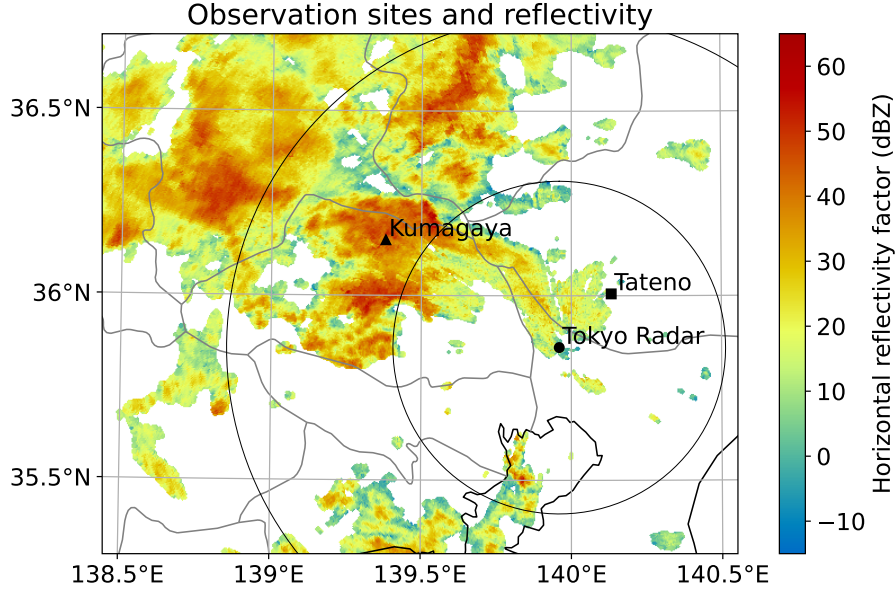 Observation sites and reflectivity
36.5°N
36°N
35.5°N
138.5°E
139°E
139.5°E
140°E
140.5°E
Kumagaya
Tateno
Tokyo Radar
60
50
40
30
20
10
0
−10
Horizontal reflectivity factor (dBZ)